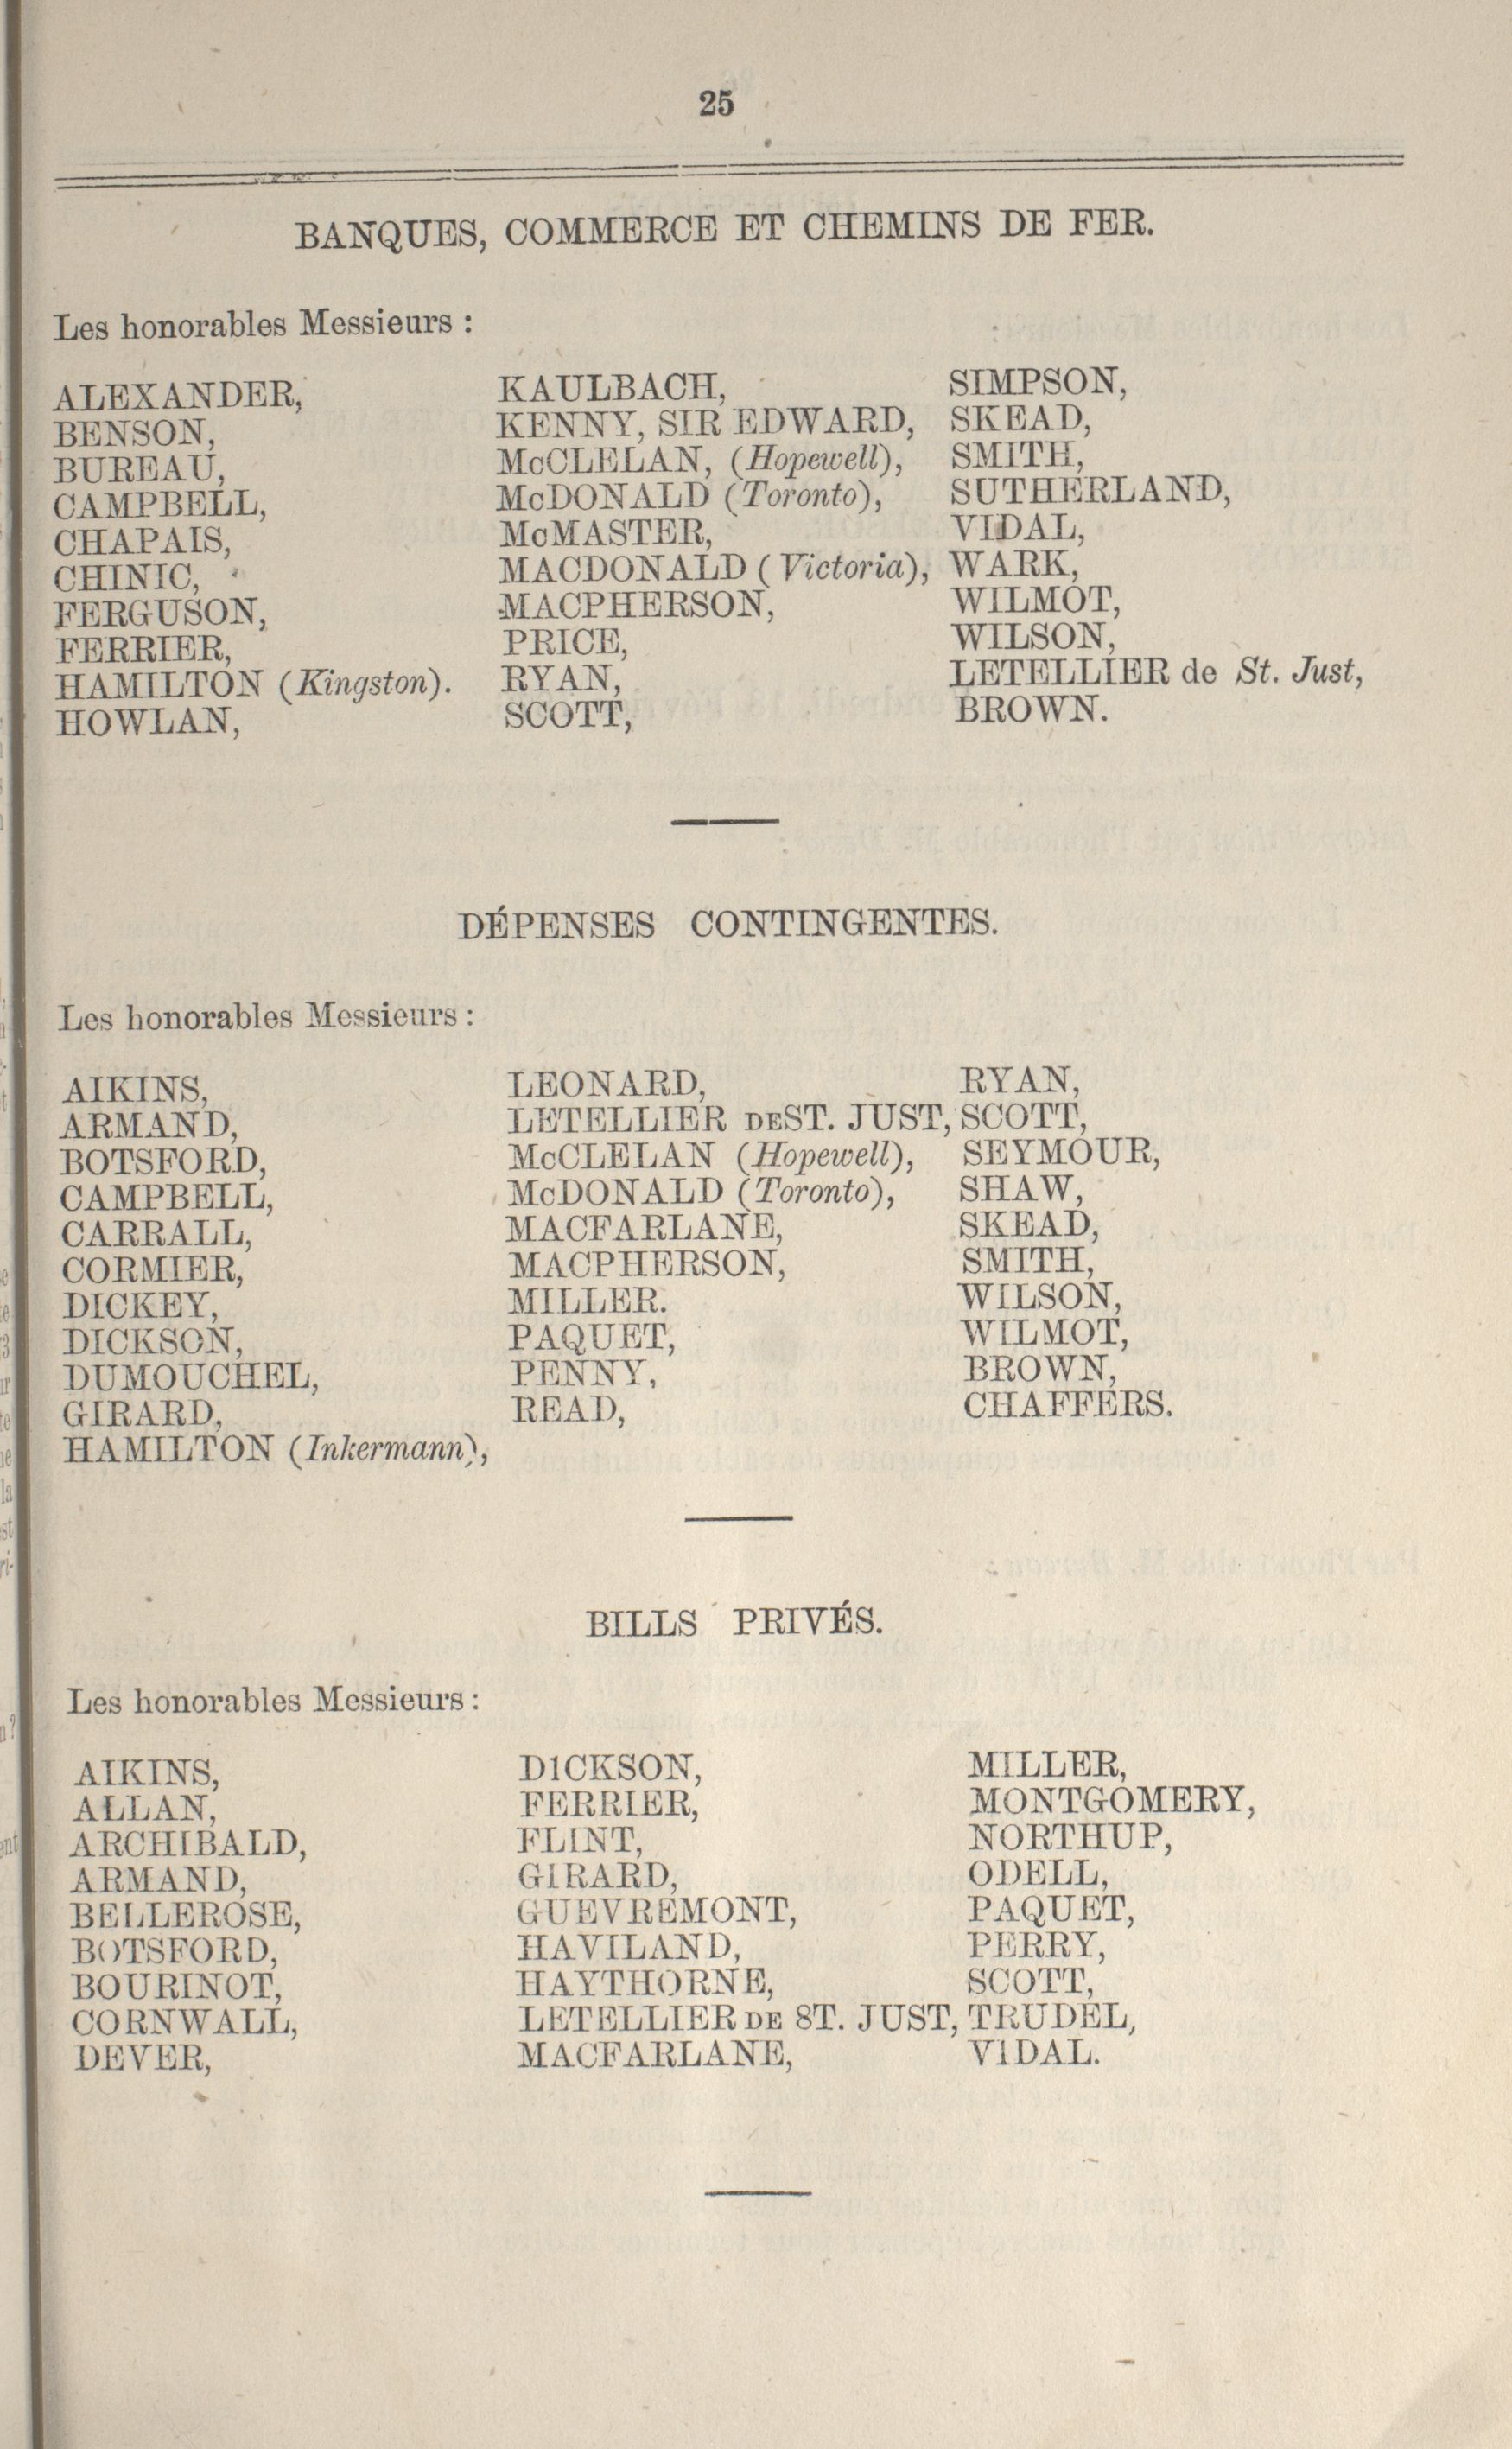 25
BANQUES, COMMERCE ET CHEMINS DE FER.
Les honorables Messieurs :
ALEXANDER,
BENSON,
BUREAU,
CAMPBELL,
CHAPAIS,
CHINIC,
FERGUSON,
FERRIER,
HAMILTON (Kingston).
HOWLAN,
KAULBACH,
KENNY, SIR EDWARD,
McCLELAN, (Hopewell),
McDONALD (Toronto),
McMASTER,
MACDONALD (Victoria),
MACPHERSON,
PRICE,
RYAN,
SCOTT,
SIMPSON,
SKEAD,
SMITH,
SUTHERLAND,
VIDAL,
WARK,
WILMOT,
WILSON,
LETELLIER de St. Just,
BROWN.
DÉPENSES CONTINGENTES.
Les honorables Messieurs :
AIKINS,
ARMAND,
BOTSFORD,
CAMPBELL,
CARRALL,
CORMIER,
DICKEY,
DICKSON,
DUMOUCHEL,
GIRARD,
HAMILTON (Inkermann),
LEONARD,
LETELLIER DEST. JUST,
McCLELAN (Hopewell),
McDONALD (Toronto),
MACFARLANE,
MACPHERSON,
MILLER.
PAQUET,
PENNY,
READ,
RYAN,
SCOTT,
SEYMOUR,
SHAW,
SKEAD,
SMITH,
WILSON,
WILMOT,
BROWN,
CHAFFERS.
BILLS PRIVÉS.
Les honorables Messieurs :
AIKINS,
ALLAN,
ARCHIBALD,
ARMAND,
BELLEROSE,
BOTSFORD,
BOURINOT,
CORNWALL,
DEVER,
D1CKSON,
FERRIER,
FLINT,
GIRARD,
GUEVREMONT,
HAVILAND,
HAYTHORNE,
LETELLIER DE ST. JUST,
MACFARLANE,
MILLER,
MONTGOMERY,
NORTHUP,
ODELL,
PAQUET,
PERRY,
SCOTT,
TRUDEL,
V1DAL.